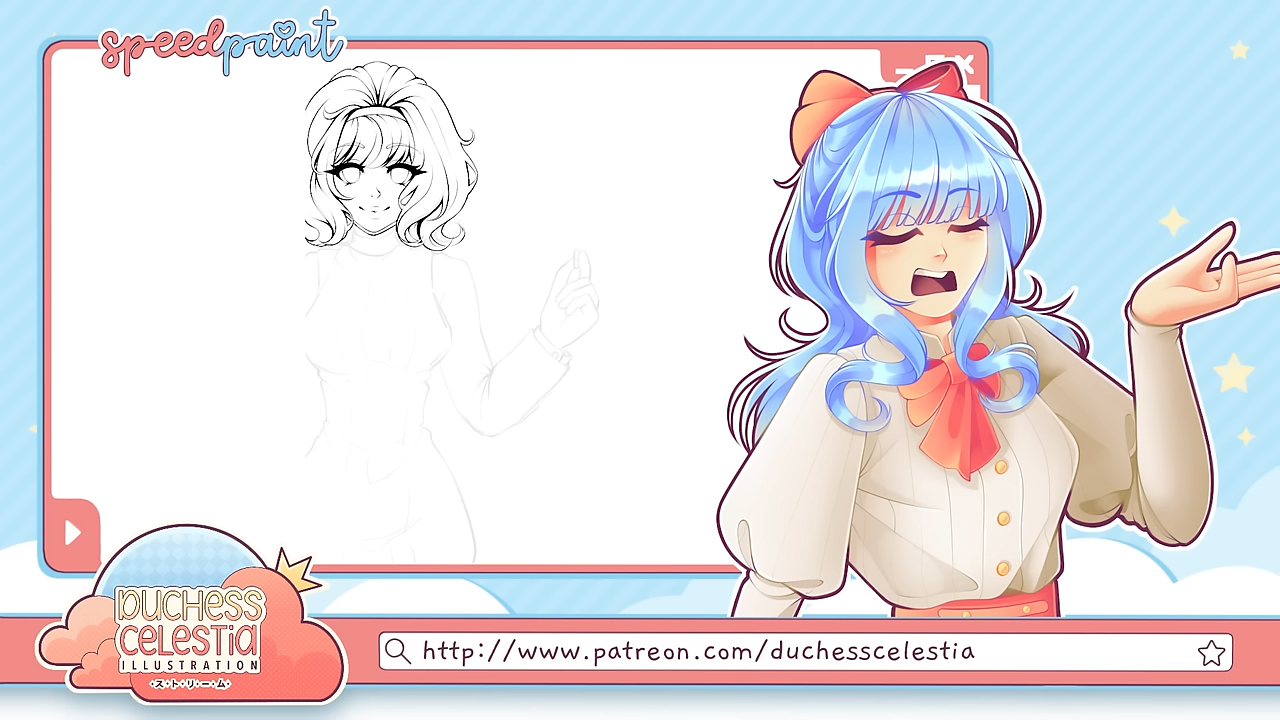 speedpaint
DUCHESS
CELESTIA
ILLUSTRATION
·ス·ト·リ·ー·ム·
http://www.patreon.com/duchesscelestia